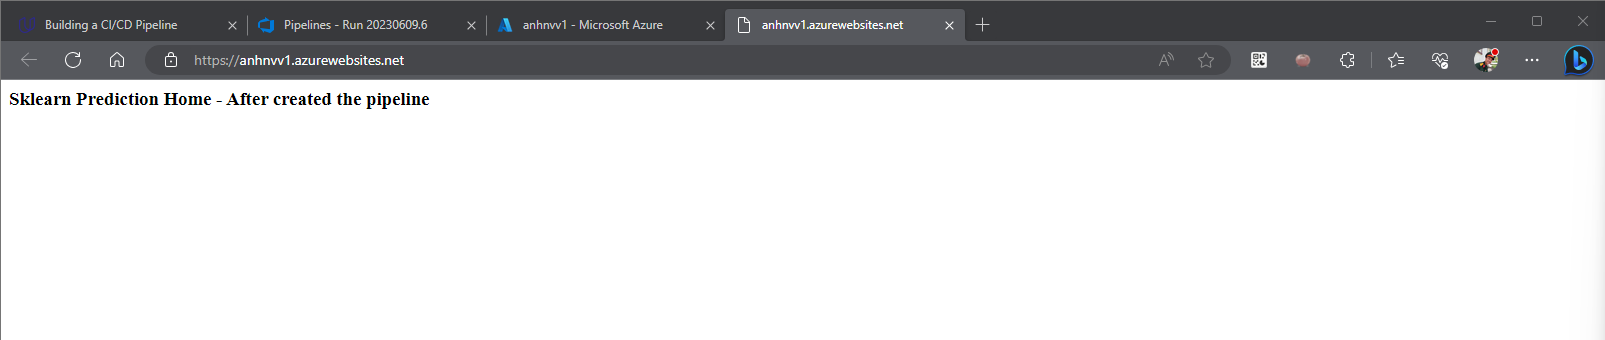 Building a CI/CD Pipeline
Pipelines - Run 20230609.6
anhnvv1 - Microsoft Azure
anhnvv1.azurewebsites.net
https://anhnvv1.azurewebsites.net
Sklearn Prediction Home - After created the pipeline